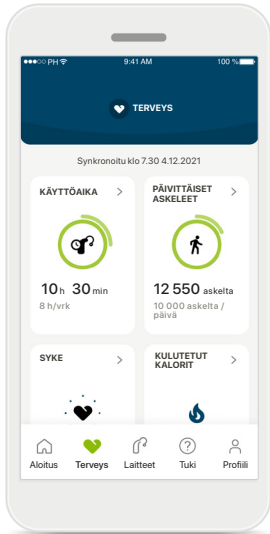 PH 9:41 AM 100 %
TERVEYS
Synkronoitu klo 7.30 4.12.2021
KÄYTTÖAIKA
10 h 30 min
8 h/vrk
PÄIVITTÄISET
ASKELEET
12 550 askelta
10 000 askelta /
päivä
SYKE
KULUTETUT
KALORIT
Aloitus Terveys Laitteet Tuki Profiili